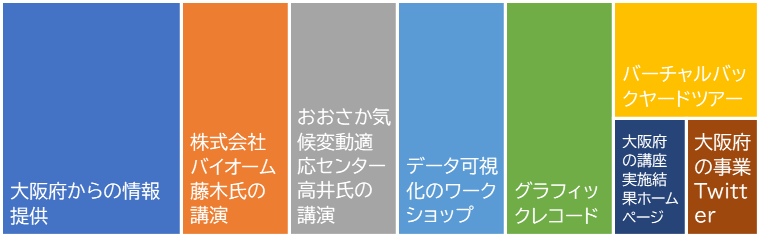 大阪府からの情報
提供
株式会社
バイオーム
藤木氏の
講演
おおさか気
候変動適
応センター
高井氏の
講演
データ可視
化のワーク
ショップ
グラフィッ
クレコード
バーチャルバッ
クヤードツアー
大阪府
の講座
実施結
果ホーム
ページ
大阪府
の事業
Twitt
er